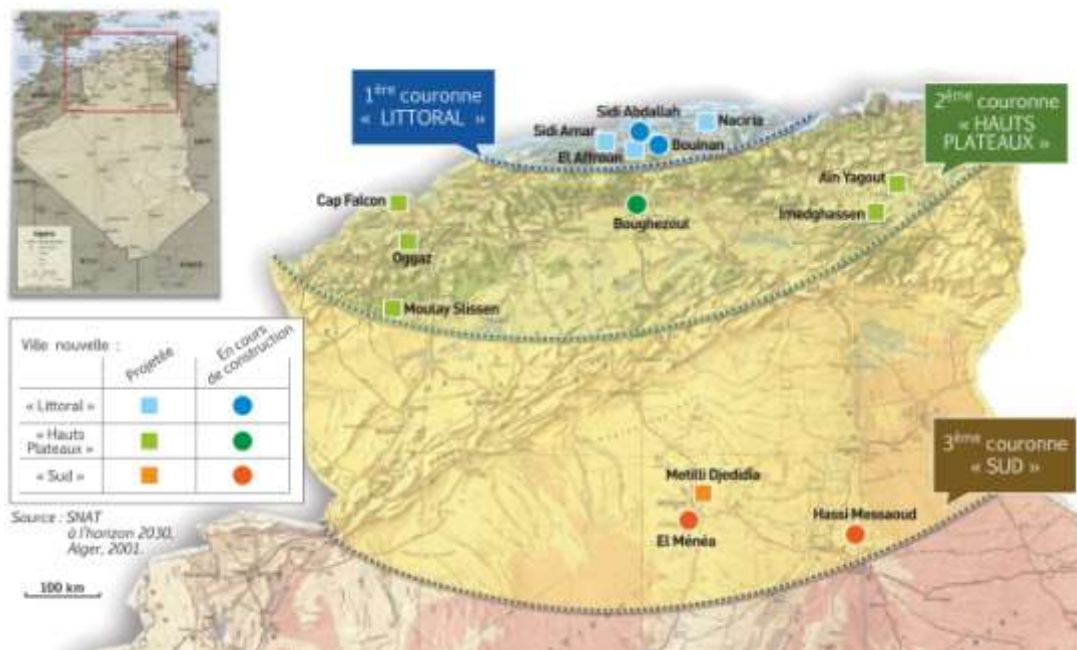 1ère couronne
« LITTORAL »
2ème couronne
« HAUTS
PLATEAUX »
Sidi Abdallah
Naciria
Sidi Amar
Bouinan
El Affroun
Aïn Yagout
Cap Falcon
Imedghassen
Boughezoul
Oggaz
Moulay Slissen
Ville nouvelle :
Projetée
En cours
de construction
« Littoral »
« Hauts
Plateaux »
« Sud »
3ème couronne
« SUD »
Metlili Djedidia
Hassi Messaoud
El Ménéa
Source : SNAT
à l'horizon 2030,
Alger, 2001.
100 km